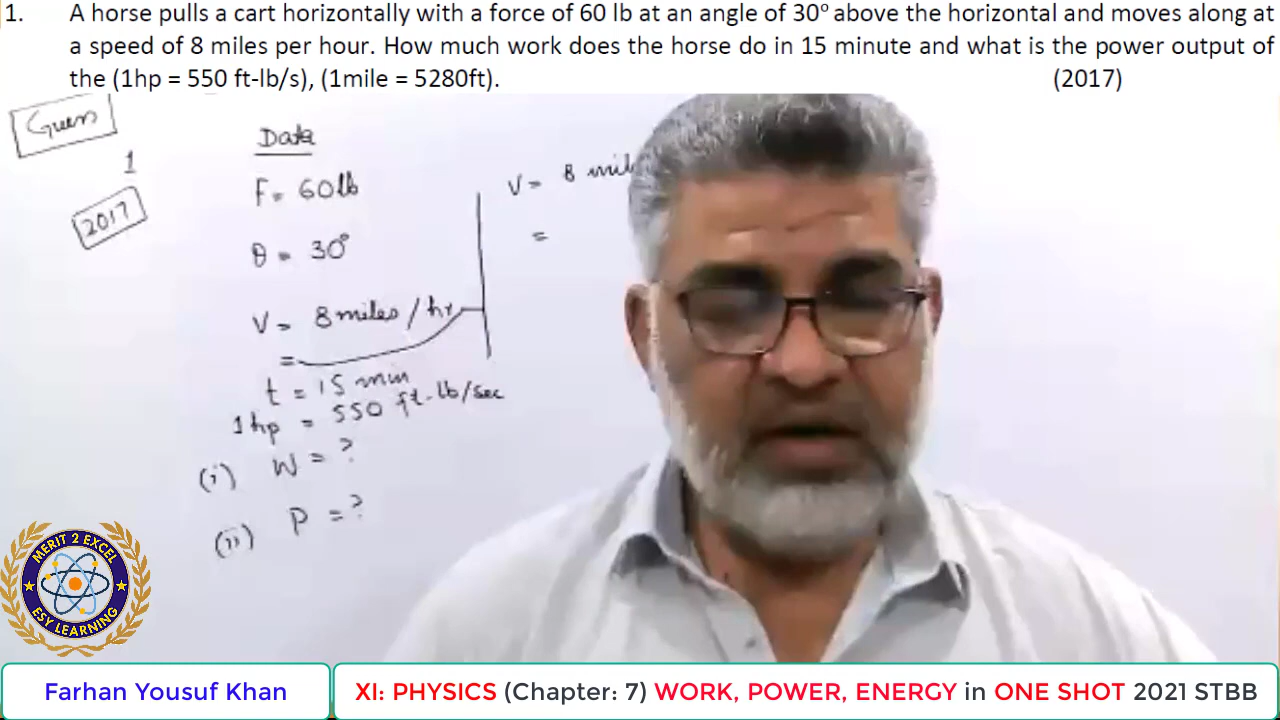 1. A horse pulls a cart horizontally with a force of 60 lb at an angle of 30° above the horizontal and moves along at
a speed of 8 miles per hour. How much work does the horse do in 15 minute and what is the power output of
the (1hp = 550 ft-lb/s), (1mile = 5280ft). (2017)
Guess
1
2017
Data
F = 60lb
θ = 30°
V = 8 miles / hr
=
t = 15 min
1 hp = 550 ft-lb/sec
(i) W = ?
(ii) P = ?
V = 8 mil
=
MERIT 2 EXCEL
ESY LEARNING
Farhan Yousuf Khan
XI: PHYSICS (Chapter: 7) WORK, POWER, ENERGY in ONE SHOT 2021 STBB